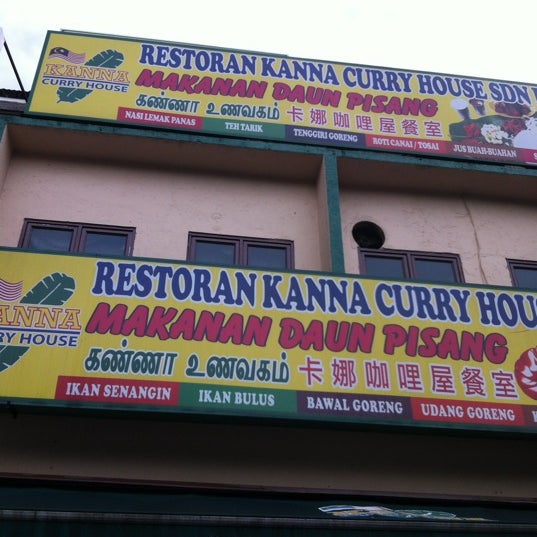 KANNA
CURRY HOUSE
RESTORAN KANNA CURRY HOUSE SDN
MAKANAN DAUN PISANG
கண்ணா உணவகம் 卡娜咖哩屋餐室
NASI LEMAK PANAS TEH TARIK TENGGIRI GORENG ROTI CANAI / TOSAI JUS BUAH-BUAHAN
KANNA
CURRY HOUSE
RESTORAN KANNA CURRY HOU
MAKANAN DAUN PISANG
கண்ணா உணவகம் 卡娜咖哩屋餐室
IKAN SENANGIN IKAN BULUS BAWAL GORENG UDANG GORENG